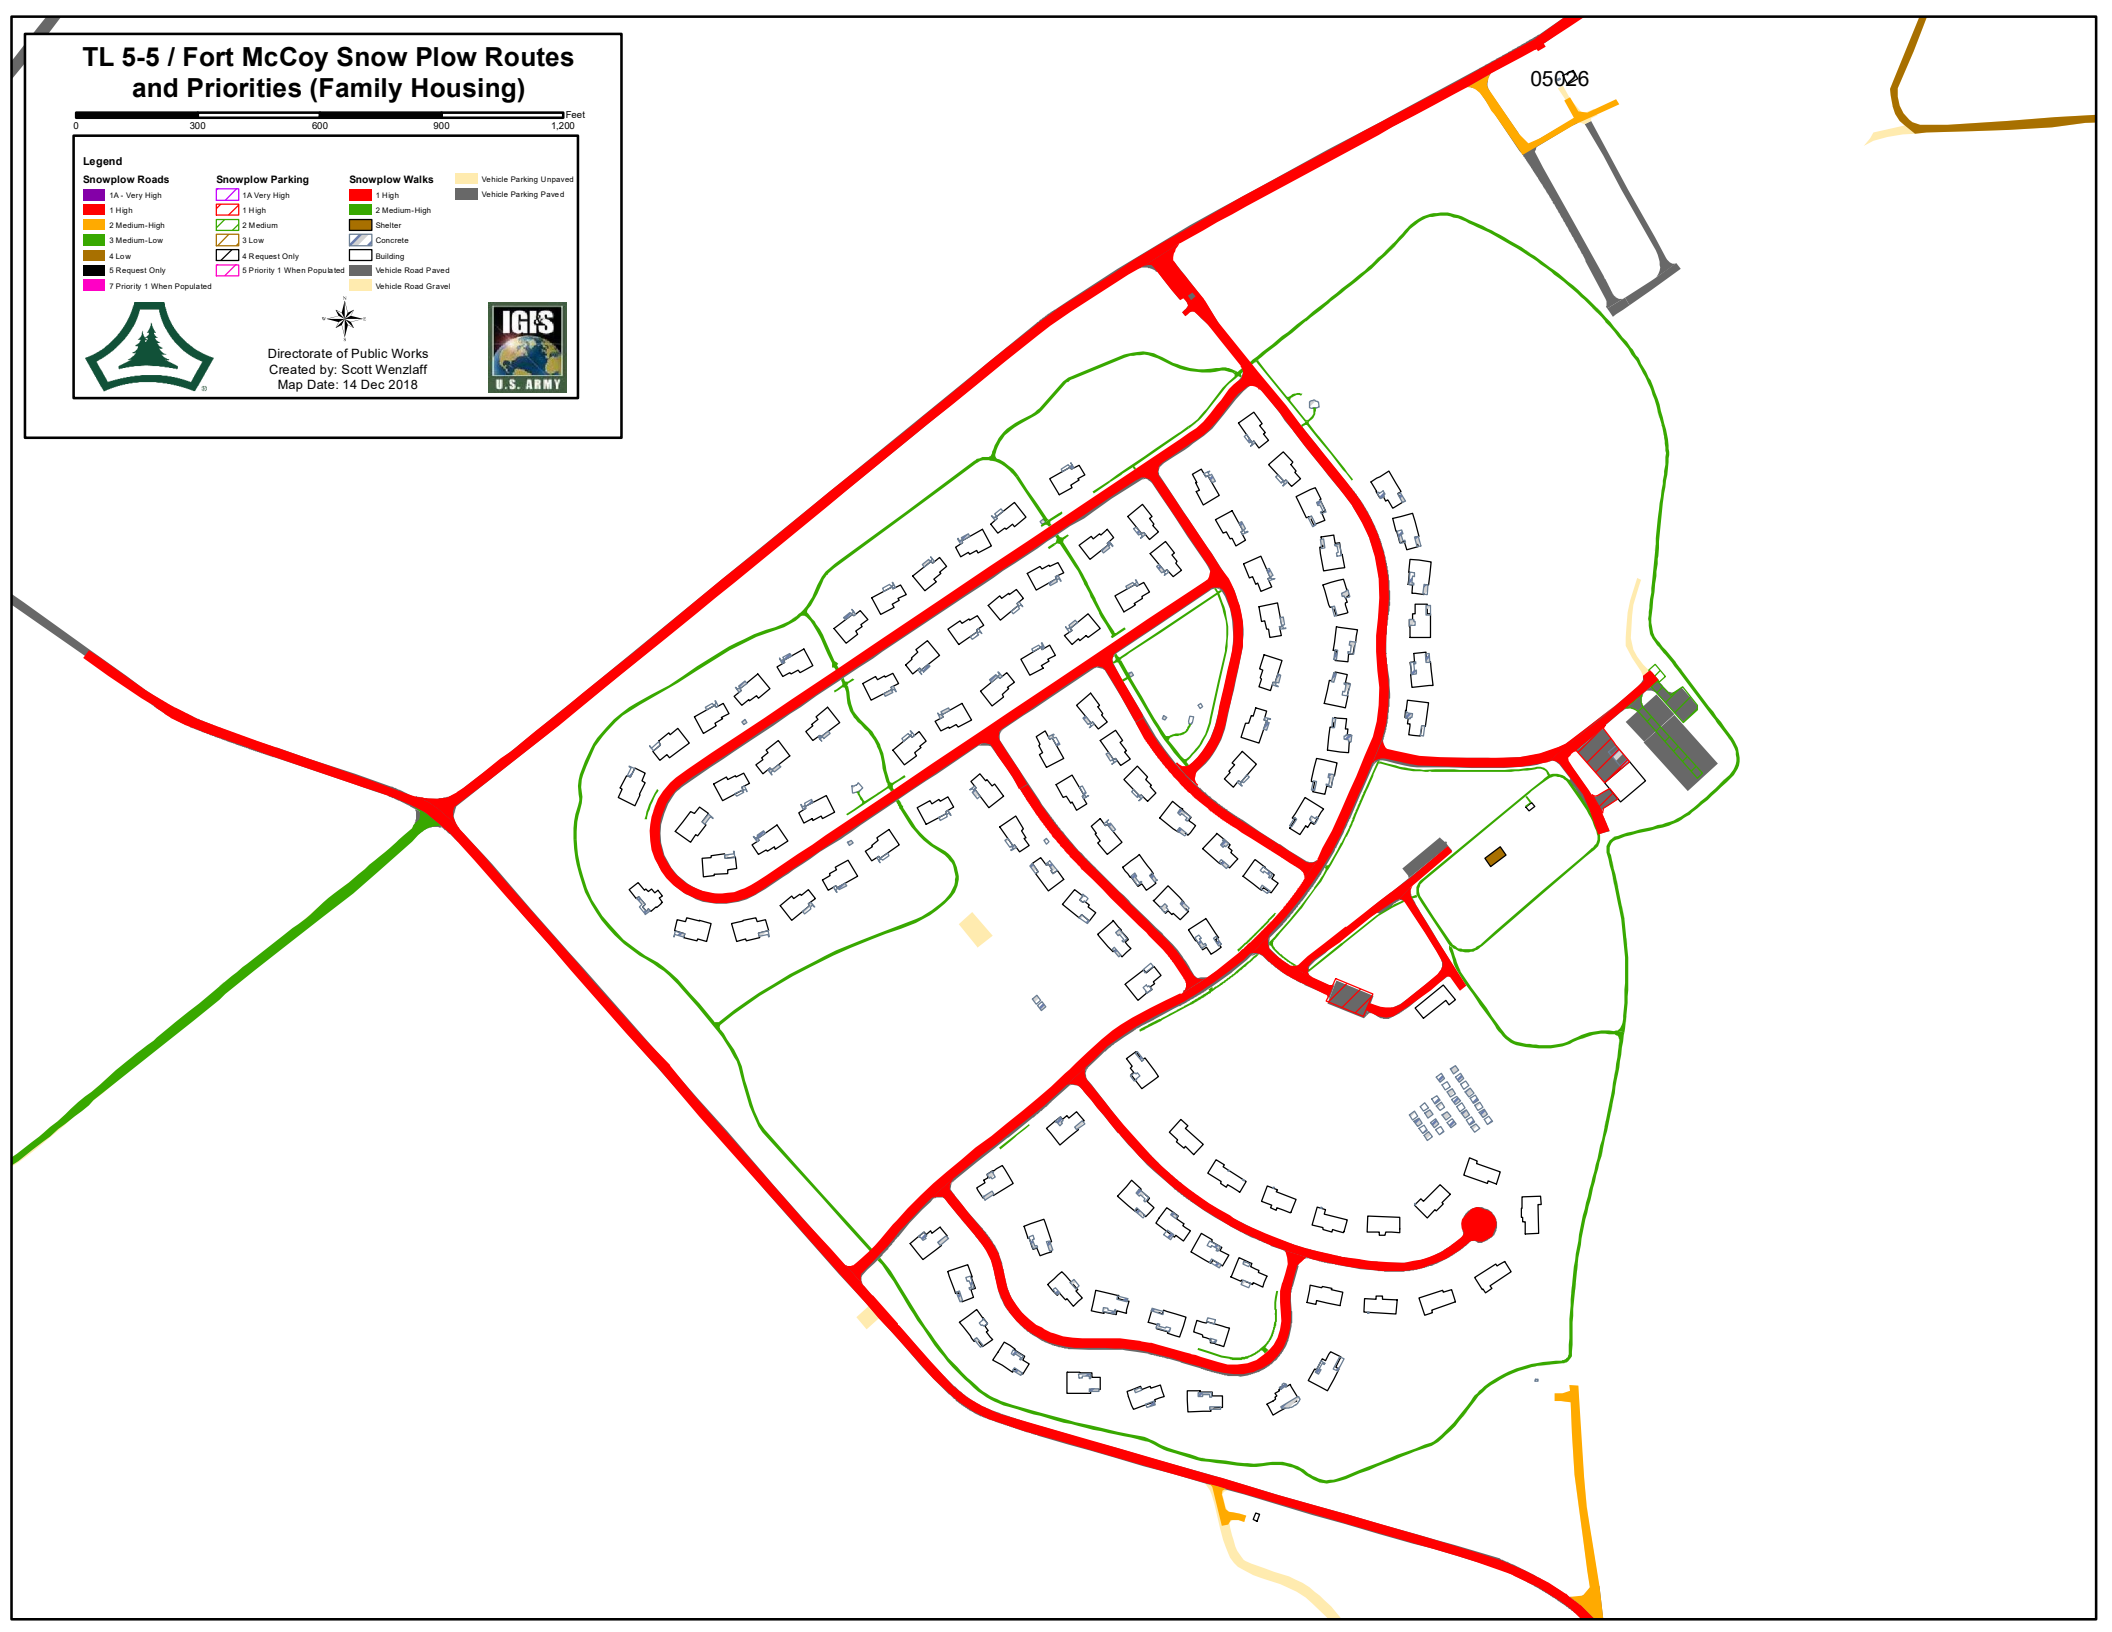 TL 5-5 / Fort McCoy Snow Plow Routes
and Priorities (Family Housing)
Feet
0 300 600 900 1,200
Legend
Snowplow Roads
1A - Very High
1 High
2 Medium-High
3 Medium-Low
4 Low
5 Request Only
7 Priority 1 When Populated
Snowplow Parking
1A Very High
1 High
2 Medium
3 Low
4 Request Only
5 Priority 1 When Populated
Snowplow Walks
1 High
2 Medium-High
Shelter
Concrete
Building
Vehicle Road Paved
Vehicle Road Gravel
Vehicle Parking Unpaved
Vehicle Parking Paved
N
W E
S
®
Directorate of Public Works
Created by: Scott Wenzlaff
Map Date: 14 Dec 2018
IGI&S
U.S. ARMY
05026